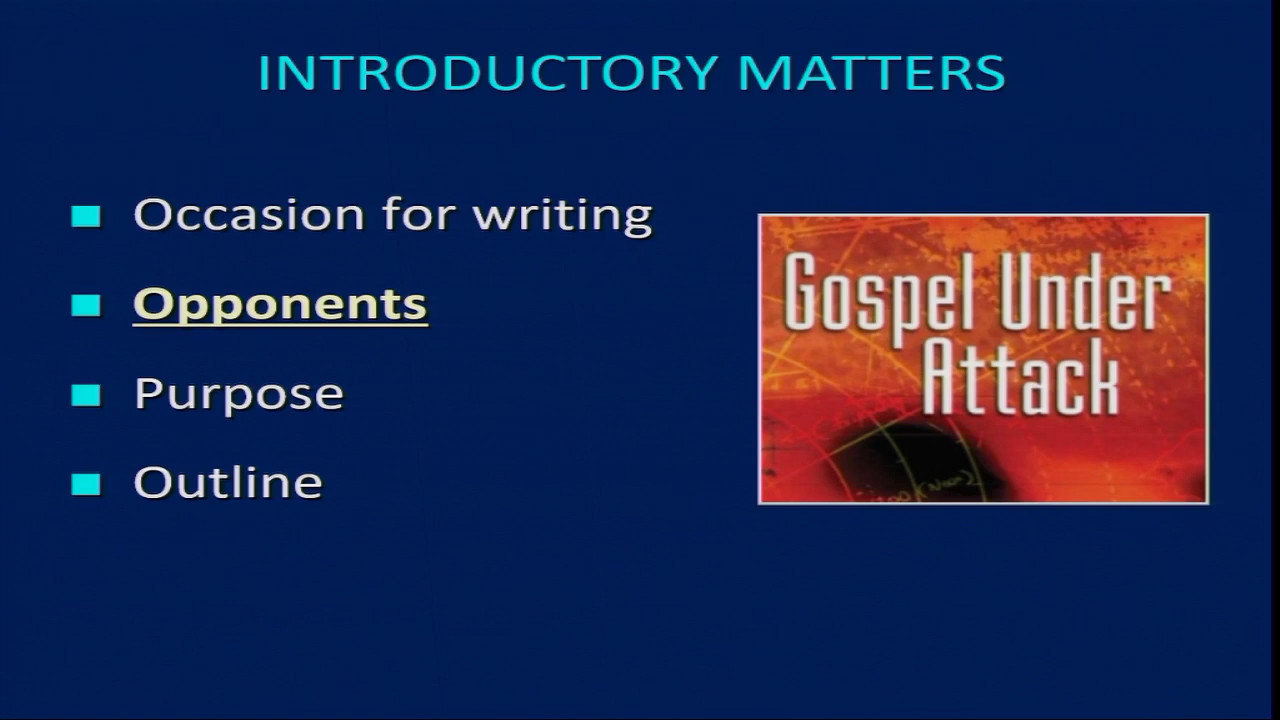 INTRODUCTORY MATTERS
Occasion for writing
Opponents
Purpose
Outline
Gospel Under
Attack